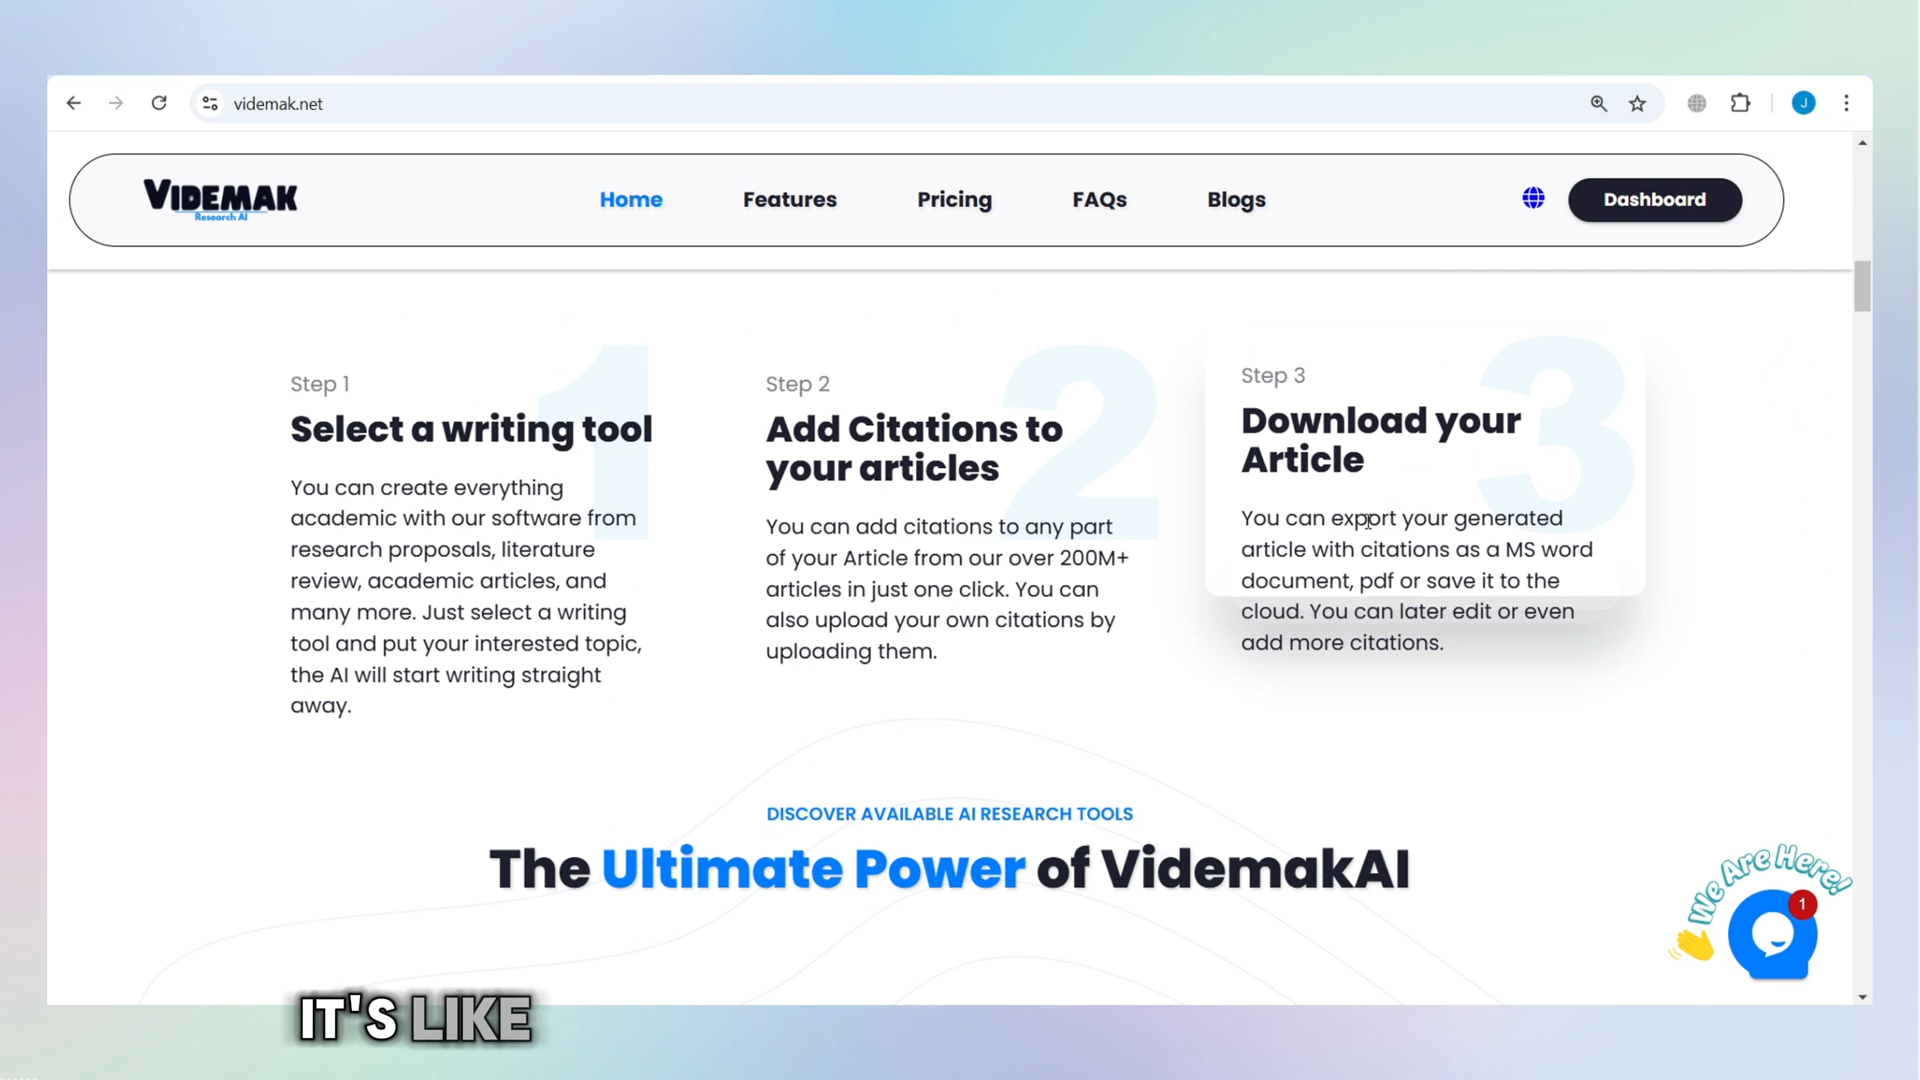 videmak.net
J
VIDEMAK
Research AI
Home
Features
Pricing
FAQs
Blogs
Dashboard
1
Step 1
Select a writing tool
You can create everything
academic with our software from
research proposals, literature
review, academic articles, and
many more. Just select a writing
tool and put your interested topic,
the AI will start writing straight
away.
2
Step 2
Add Citations to
your articles
You can add citations to any part
of your Article from our over 200M+
articles in just one click. You can
also upload your own citations by
uploading them.
3
Step 3
Download your
Article
You can export your generated
article with citations as a MS word
document, pdf or save it to the
cloud. You can later edit or even
add more citations.
DISCOVER AVAILABLE AI RESEARCH TOOLS
The Ultimate Power of VidemakAI
We Are Here!
1
IT'S LIKE